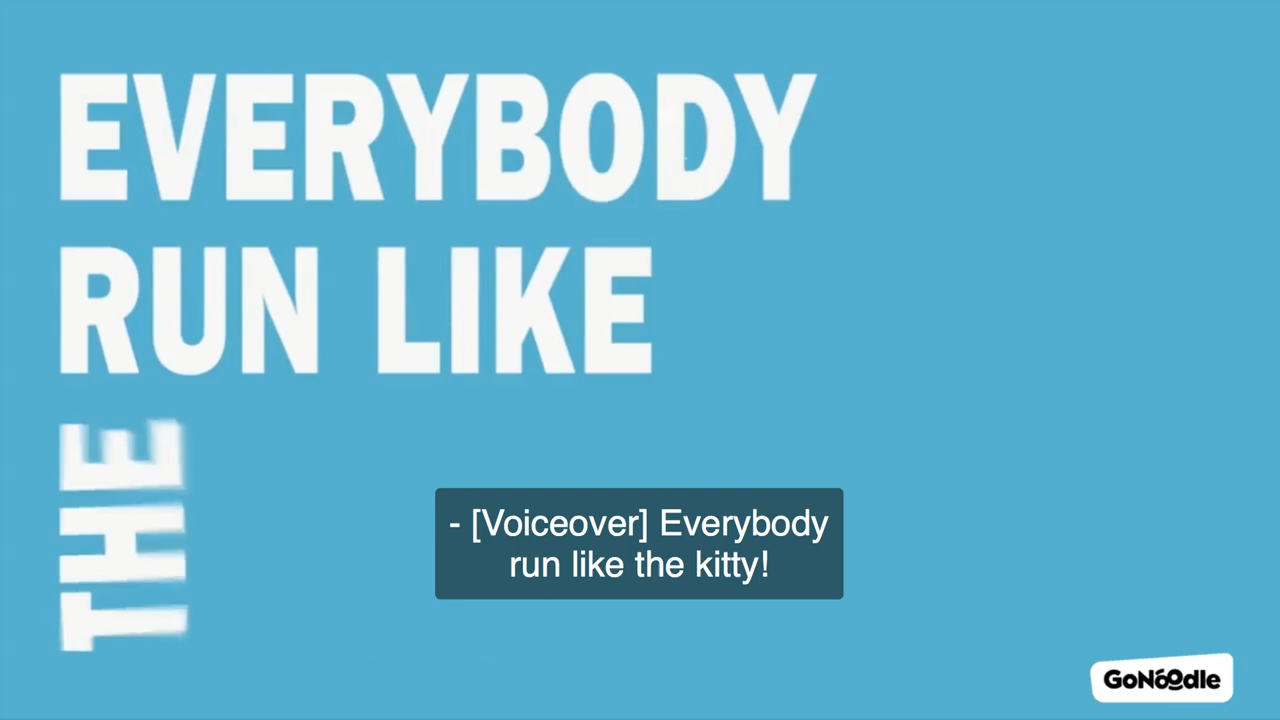 EVERYBODY
RUN LIKE
THE
- [Voiceover] Everybody
run like the kitty!
GoNoodle